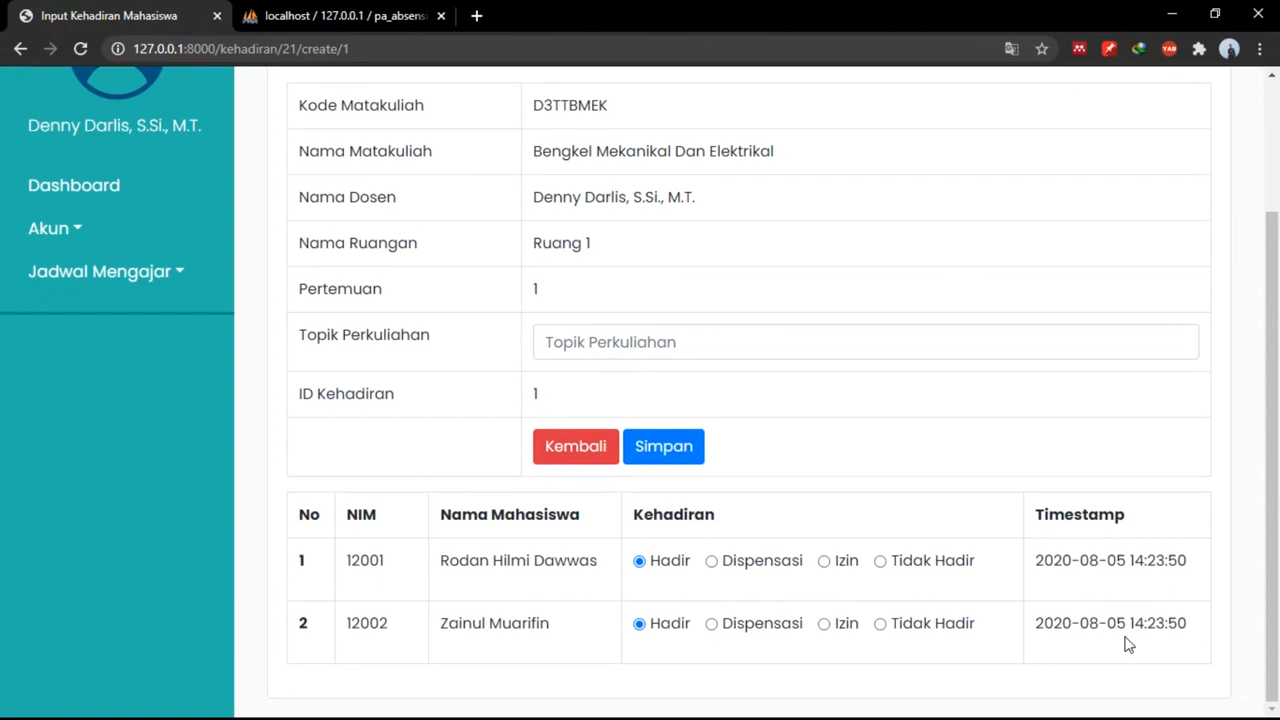 Input Kehadiran Mahasiswa
localhost / 127.0.0.1 / pa_absensi
127.0.0.1:8000/kehadiran/21/create/1
YAB
Denny Darlis, S.Si., M.T.
Dashboard
Akun
Jadwal Mengajar
Kode Matakuliah D3TTBMEK
Nama Matakuliah Bengkel Mekanikal Dan Elektrikal
Nama Dosen Denny Darlis, S.Si., M.T.
Nama Ruangan Ruang 1
Pertemuan 1
Topik Perkuliahan Topik Perkuliahan
ID Kehadiran 1
Kembali Simpan
No NIM Nama Mahasiswa Kehadiran Timestamp
1 12001 Rodan Hilmi Dawwas Hadir Dispensasi Izin Tidak Hadir 2020-08-05 14:23:50
2 12002 Zainul Muarifin Hadir Dispensasi Izin Tidak Hadir 2020-08-05 14:23:50